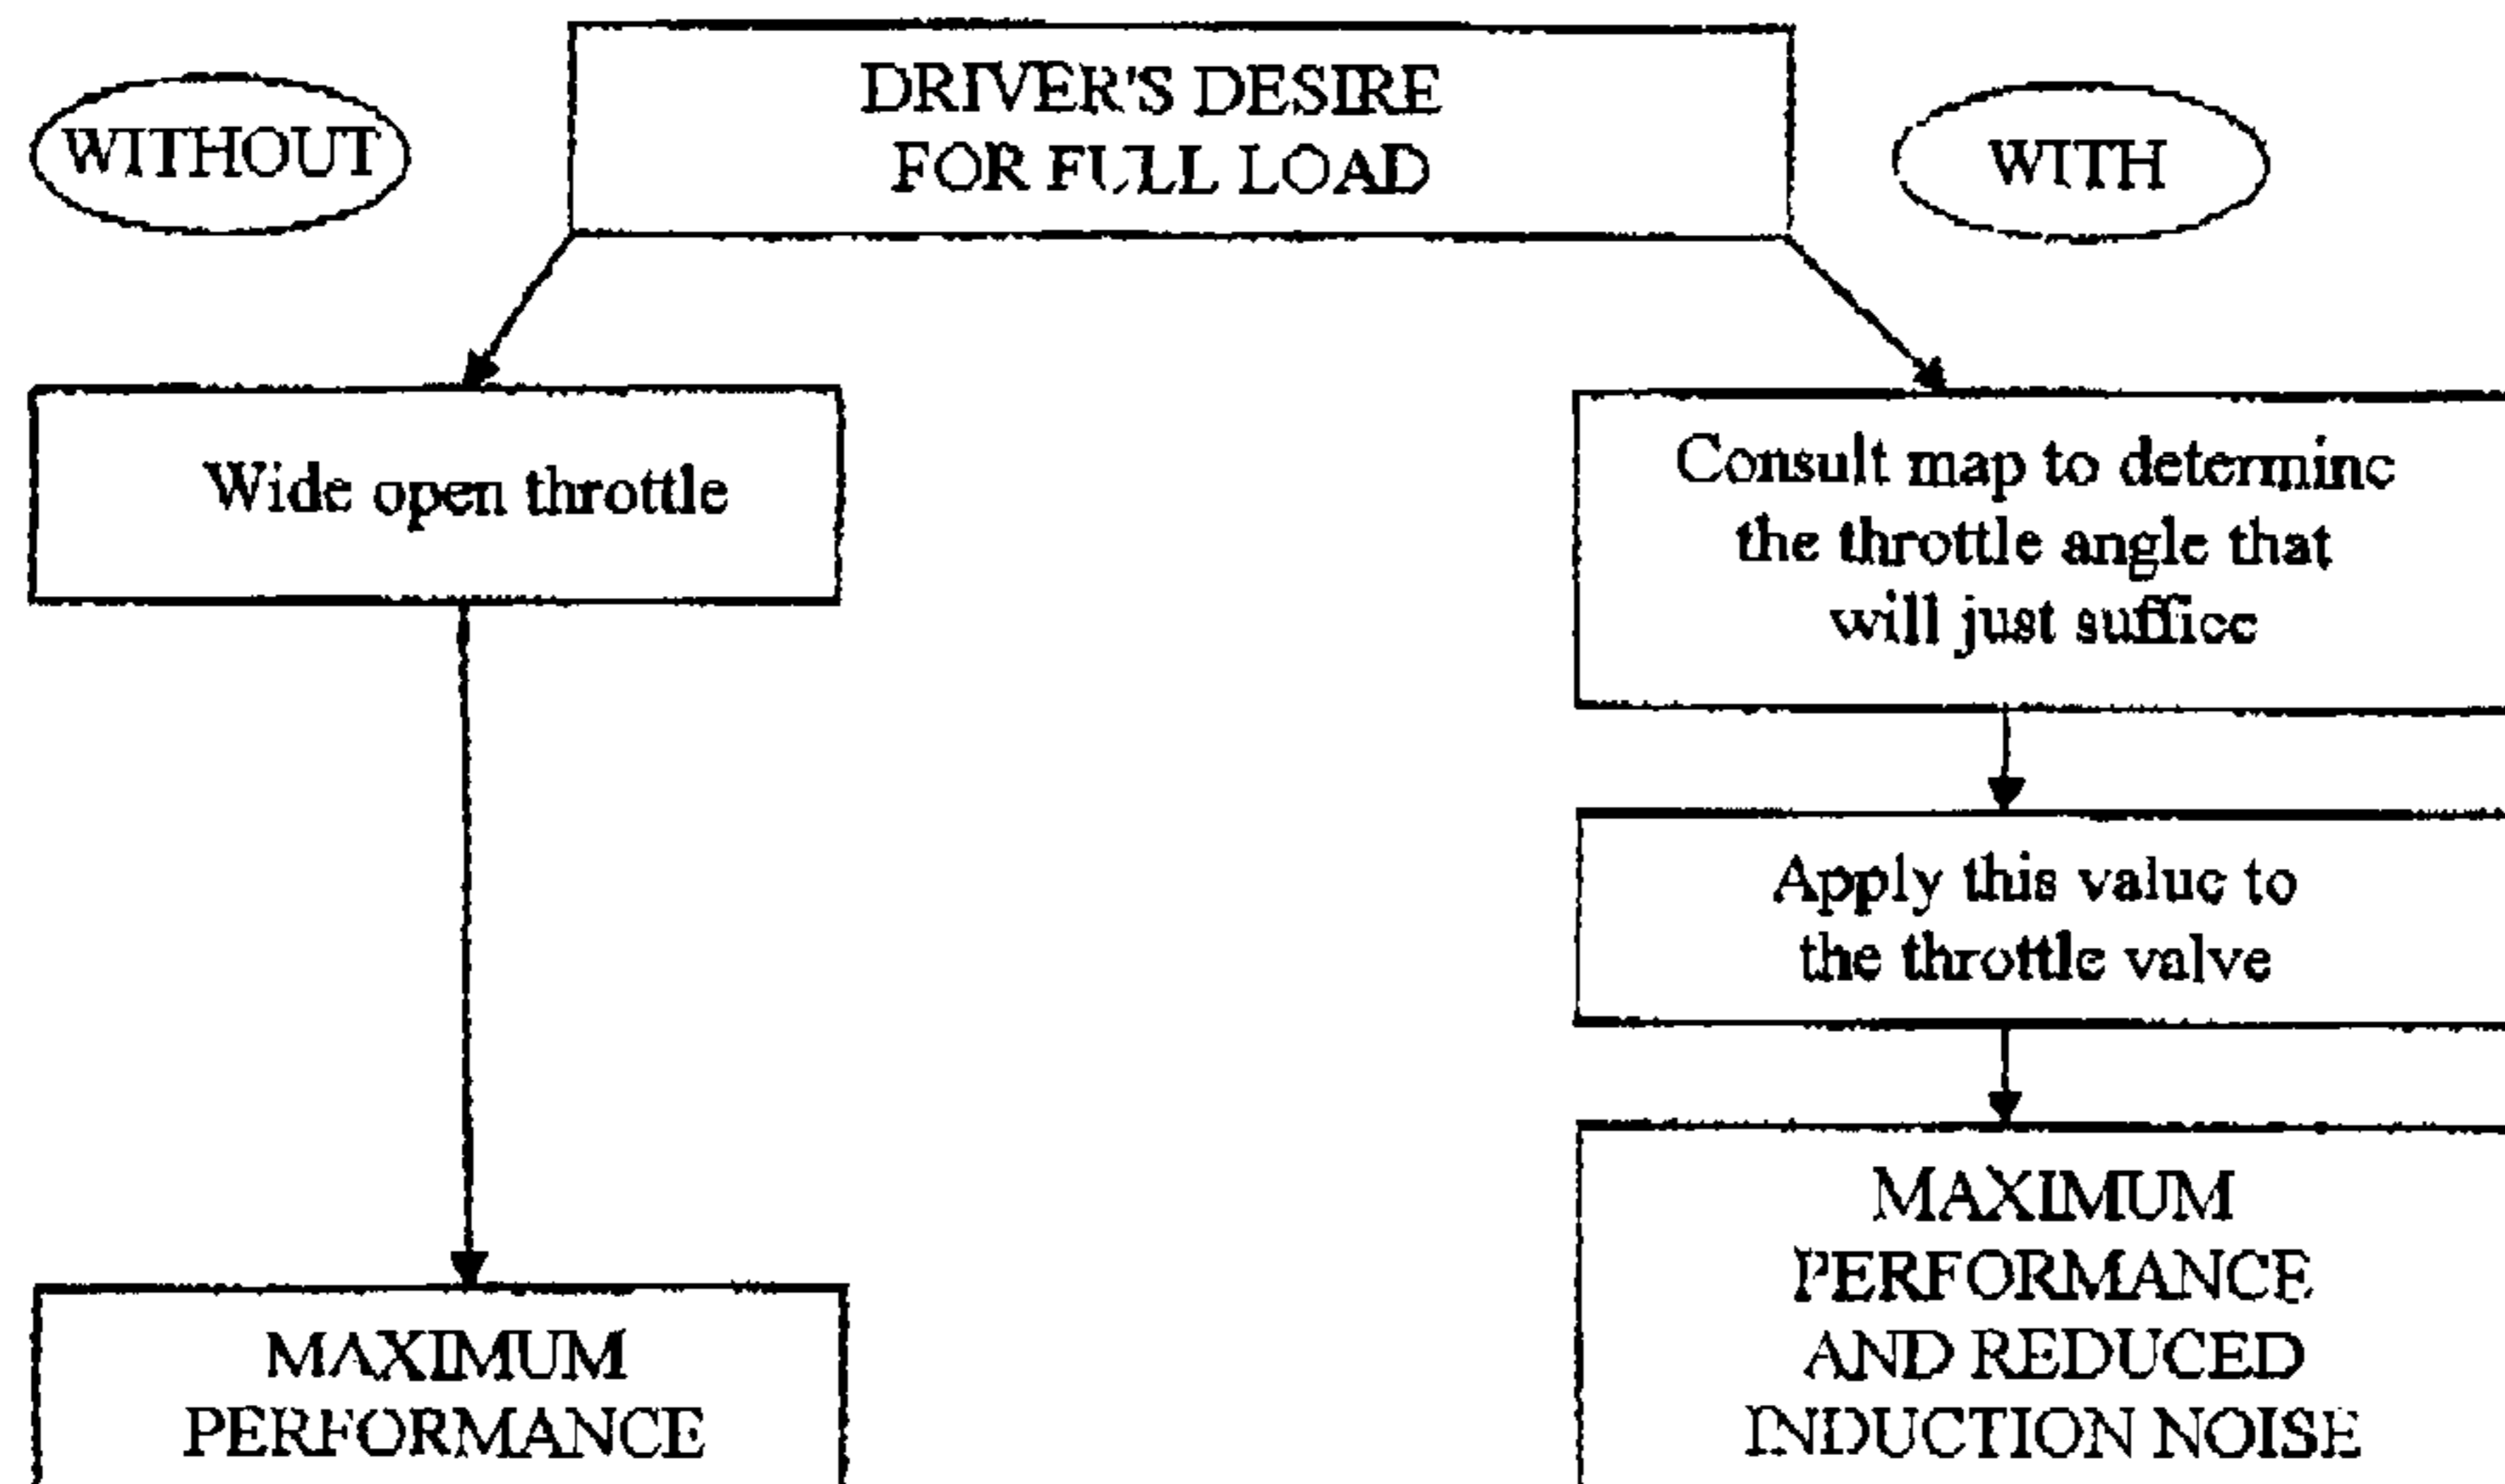 WITHOUT
DRIVER'S DESIRE
FOR FULL LOAD
WITH
Wide open throttle
Consult map to determine
the throttle angle that
will just suffice
Apply this value to
the throttle valve
MAXIMUM
PERFORMANCE
MAXIMUM
PERFORMANCE
AND REDUCED
INDUCTION NOISE